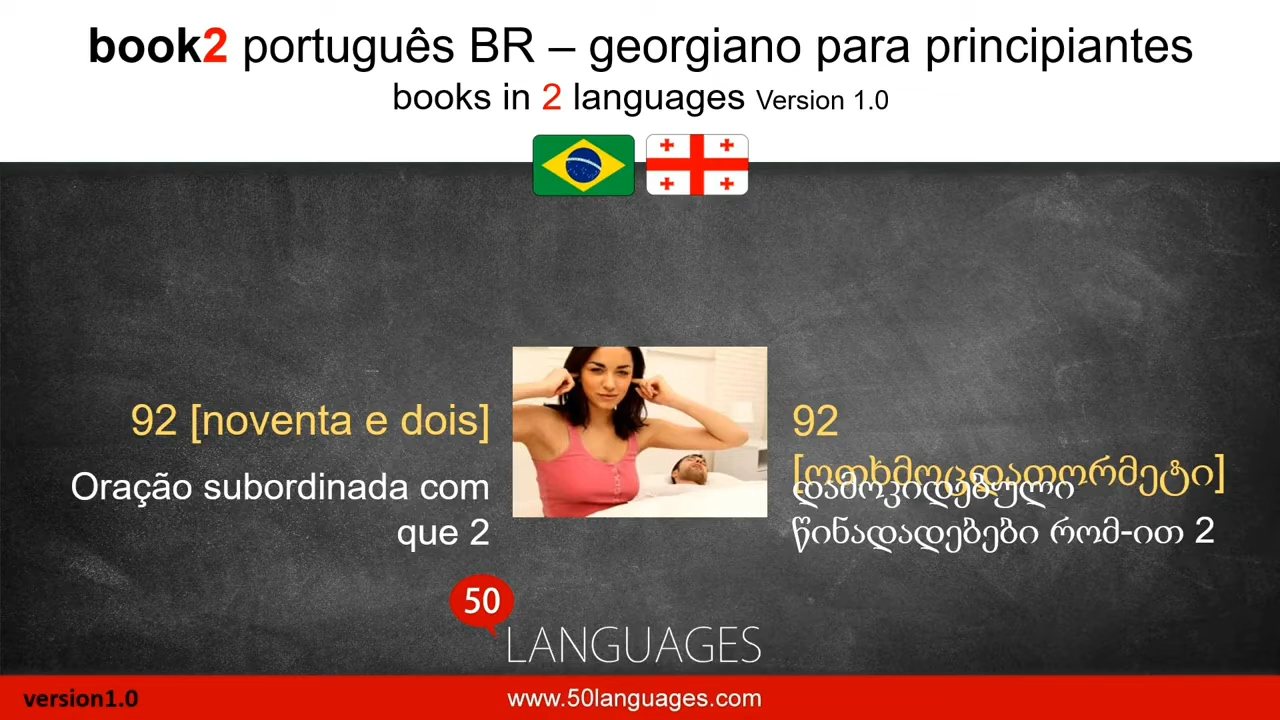 book2 português BR – georgiano para principiantes
books in 2 languages Version 1.0
92 [noventa e dois]
Oração subordinada com
que 2
92
[ოთხმოცდათორმეტი]
დამოკიდებული
წინადადებები რომ-ით 2
50
LANGUAGES
version1.0
www.50languages.com